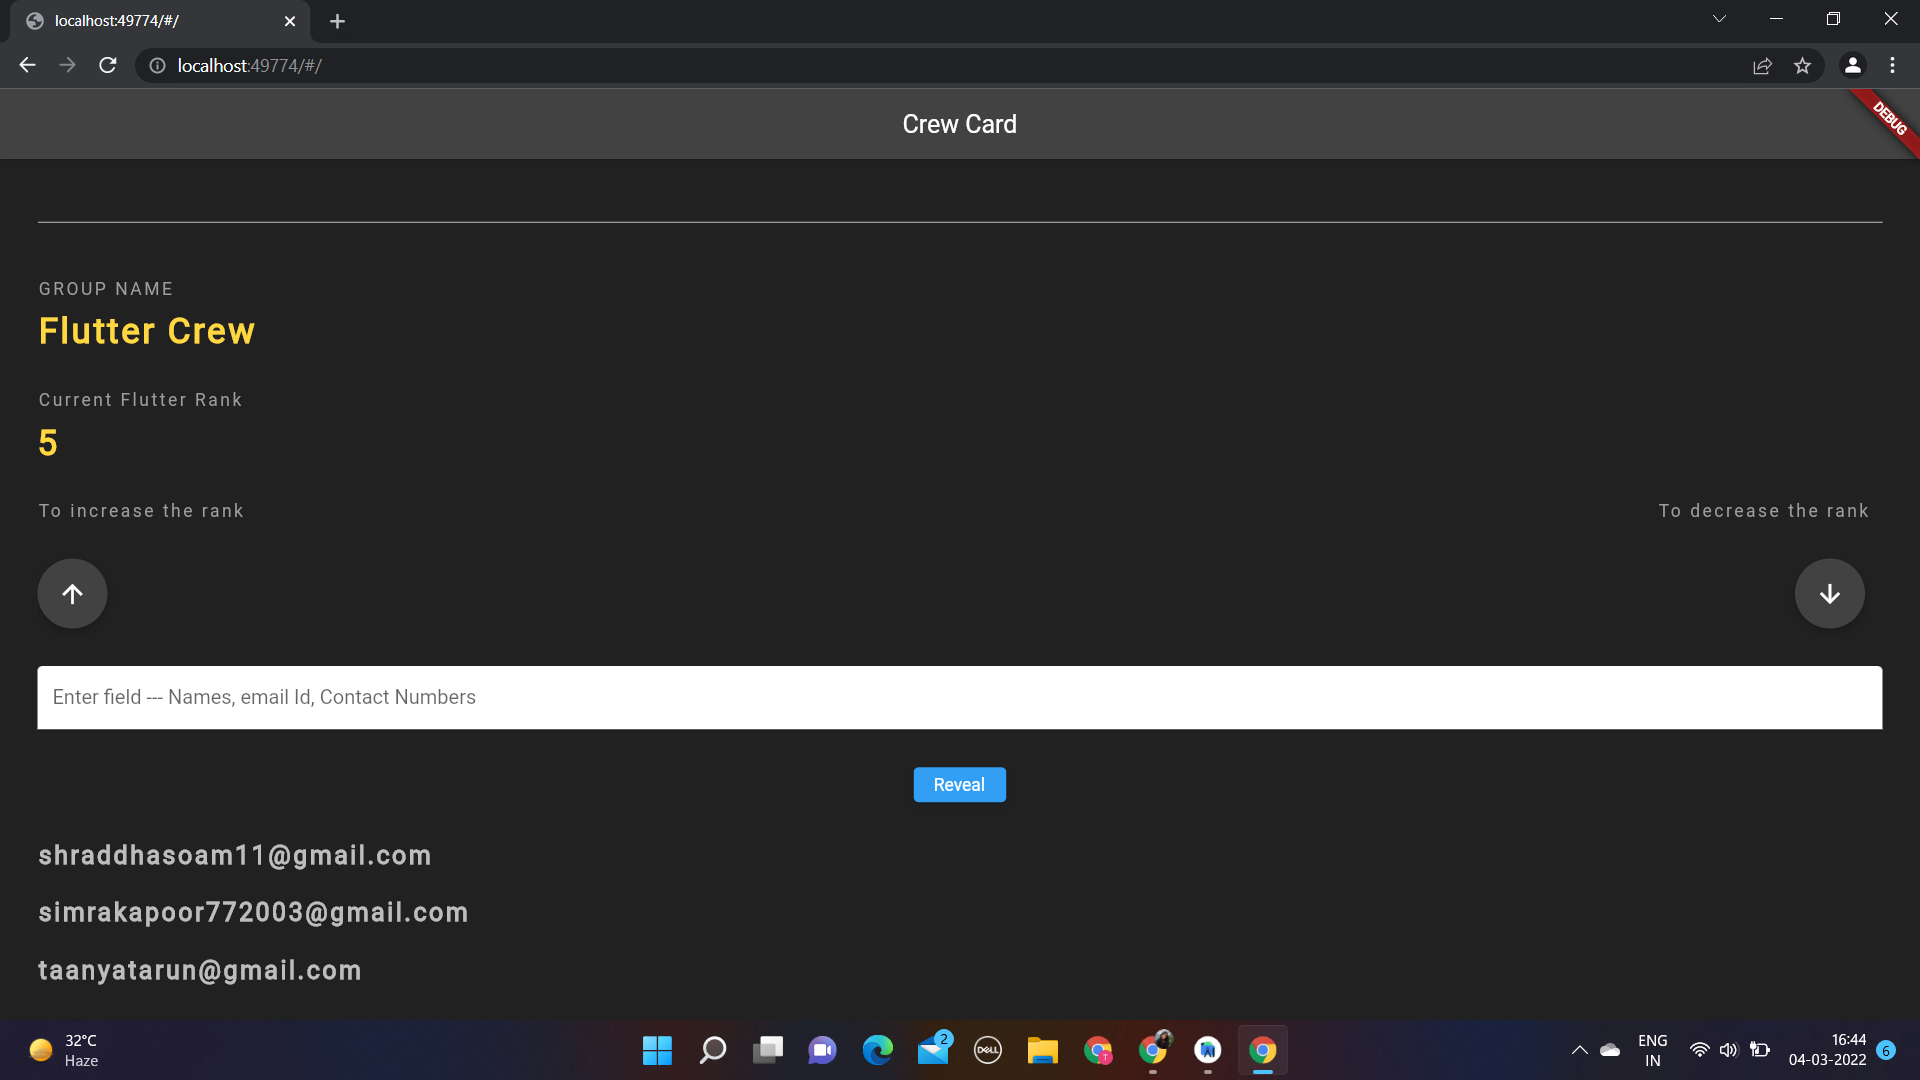 localhost:49774/#/
localhost:49774/#/
Crew Card
DEBUG
GROUP NAME
Flutter Crew
Current Flutter Rank
5
To increase the rank
To decrease the rank
Enter field --- Names, email Id, Contact Numbers
Reveal
shraddhasoam11@gmail.com
simrakapoor772003@gmail.com
taanyatarun@gmail.com
32°C
Haze
2
DELL
T
ENG
IN
16:44
04-03-2022
6